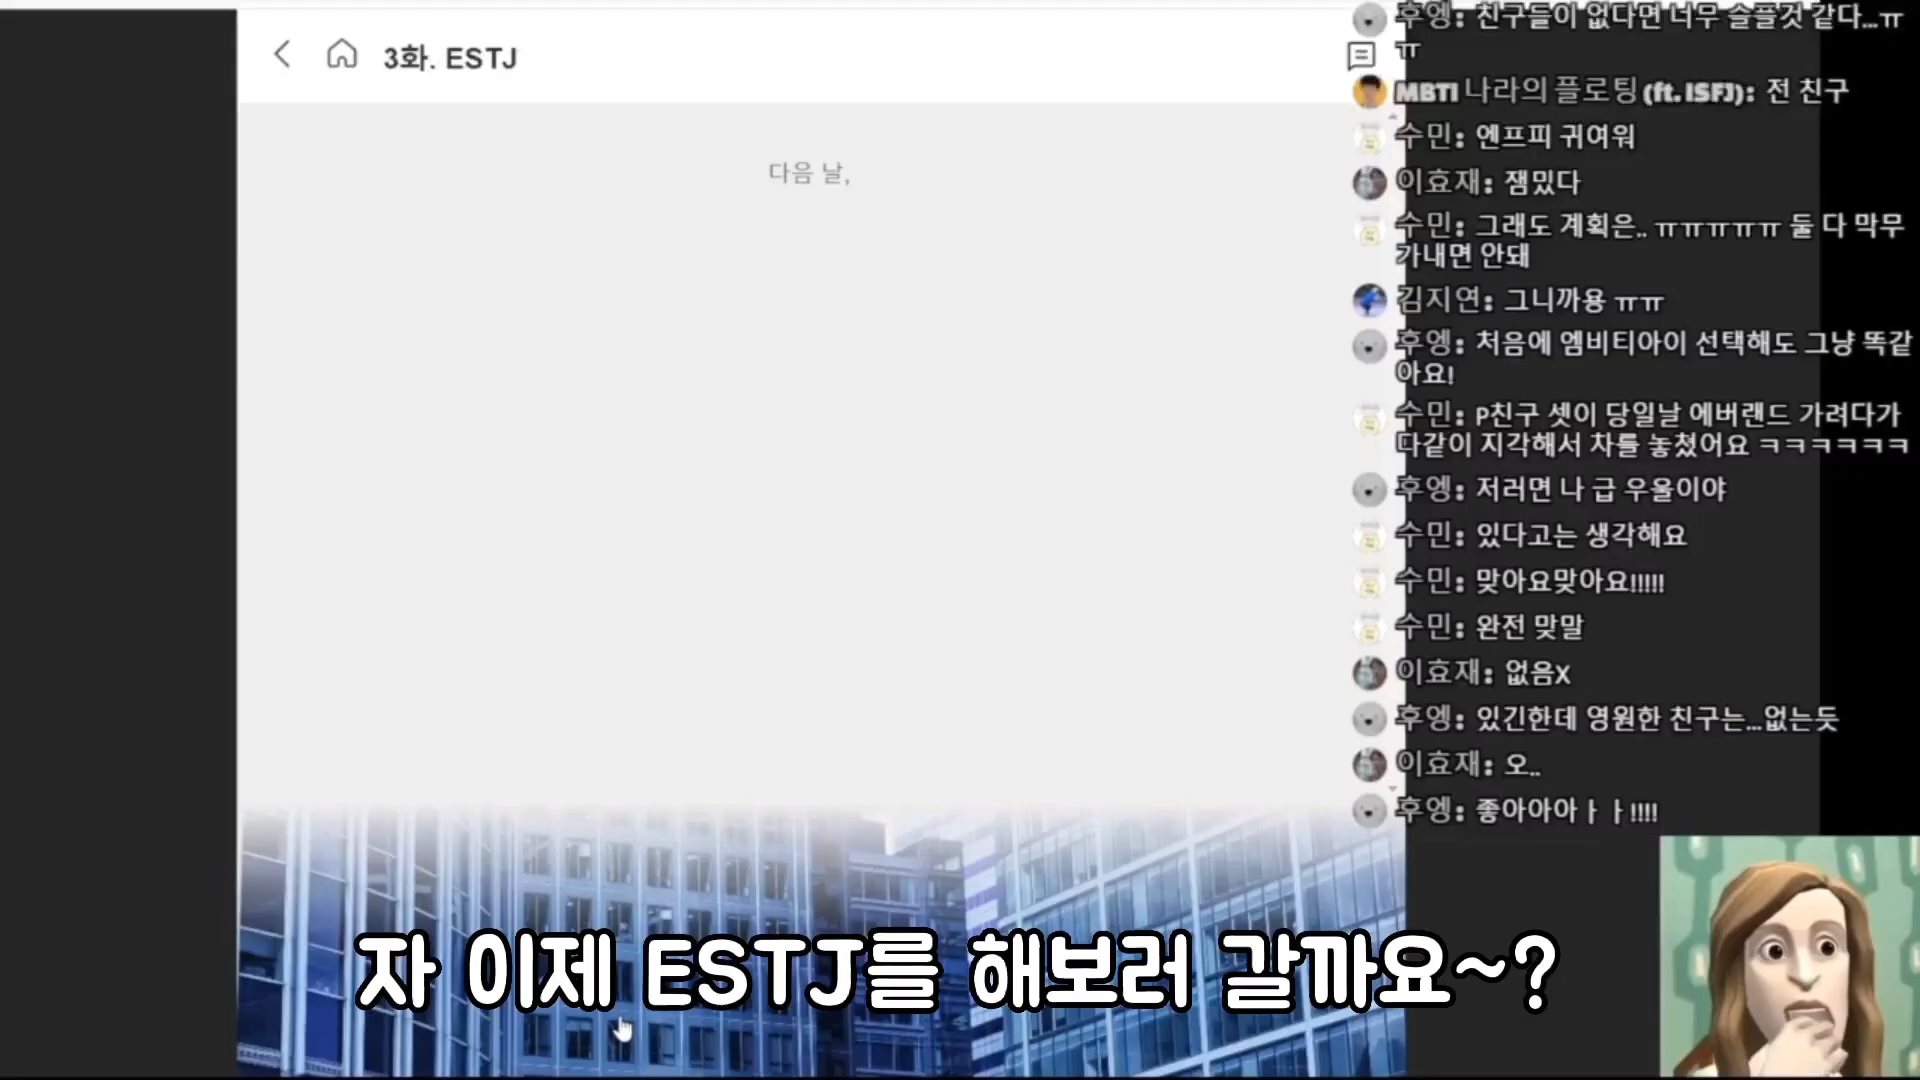 3화. ESTJ
다음 날,
후엥: 친구들이 없다면 너무 슬플것 같다...ㅠ
ㅠ
MBTI 나라의 플로팅 (ft. ISFJ): 전 친구
수민: 엔프피 귀여워
이효재: 잼밌다
수민: 그래도 계획은.. ㅠㅠㅠㅠㅠ 둘 다 막무
가내면 안돼
김지연: 그니까용 ㅠㅠ
후엥: 처음에 엠비티아이 선택해도 그냥 똑같
아요!
수민: P친구 셋이 당일날 에버랜드 가려다가
다같이 지각해서 차를 놓쳤어요 ㅋㅋㅋㅋㅋㅋ
후엥: 저러면 나 급 우울이야
수민: 있다고는 생각해요
수민: 맞아요맞아요!!!!!
수민: 완전 맞말
이효재: 없음X
후엥: 있긴한데 영원한 친구는...없는듯
이효재: 오..
후엥: 좋아아아ㅏㅏ!!!!
자 이제 ESTJ를 해보러 갈까요~?